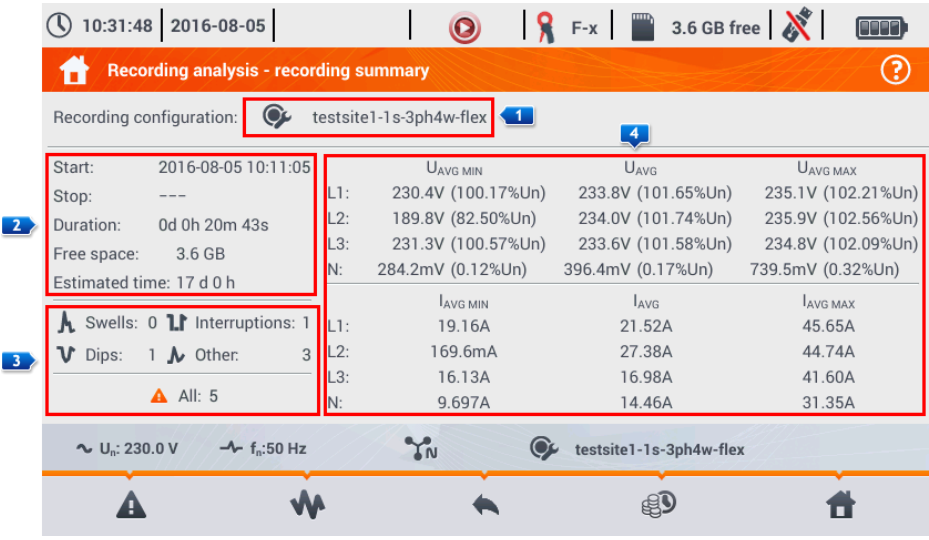 10:31:48 2016-08-05 F-x 3.6 GB free
Recording analysis - recording summary ?
Recording configuration: testsite1-1s-3ph4w-flex 1
4
2
Start: 2016-08-05 10:11:05
Stop: ---
Duration: 0d 0h 20m 43s
Free space: 3.6 GB
Estimated time: 17 d 0 h
3
Swells: 0 Interruptions: 1
Dips: 1 Other: 3
All: 5
UAVG MIN UAVG UAVG MAX
L1: 230.4V (100.17%Un) 233.8V (101.65%Un) 235.1V (102.21%Un)
L2: 189.8V (82.50%Un) 234.0V (101.74%Un) 235.9V (102.56%Un)
L3: 231.3V (100.57%Un) 233.6V (101.58%Un) 234.8V (102.09%Un)
N: 284.2mV (0.12%Un) 396.4mV (0.17%Un) 739.5mV (0.32%Un)
IAVG MIN IAVG IAVG MAX
L1: 19.16A 21.52A 45.65A
L2: 169.6mA 27.38A 44.74A
L3: 16.13A 16.98A 41.60A
N: 9.697A 14.46A 31.35A
Un: 230.0 V fn:50 Hz N testsite1-1s-3ph4w-flex